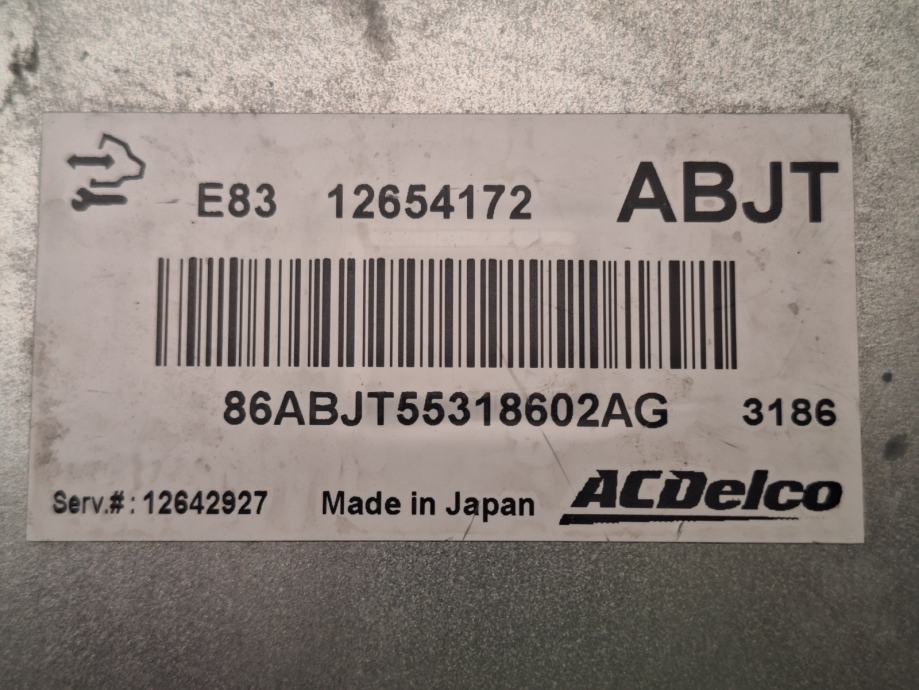 E83 12654172 ABJT
86ABJT55318602AG 3186
Serv.#: 12642927 Made in Japan ACDelco